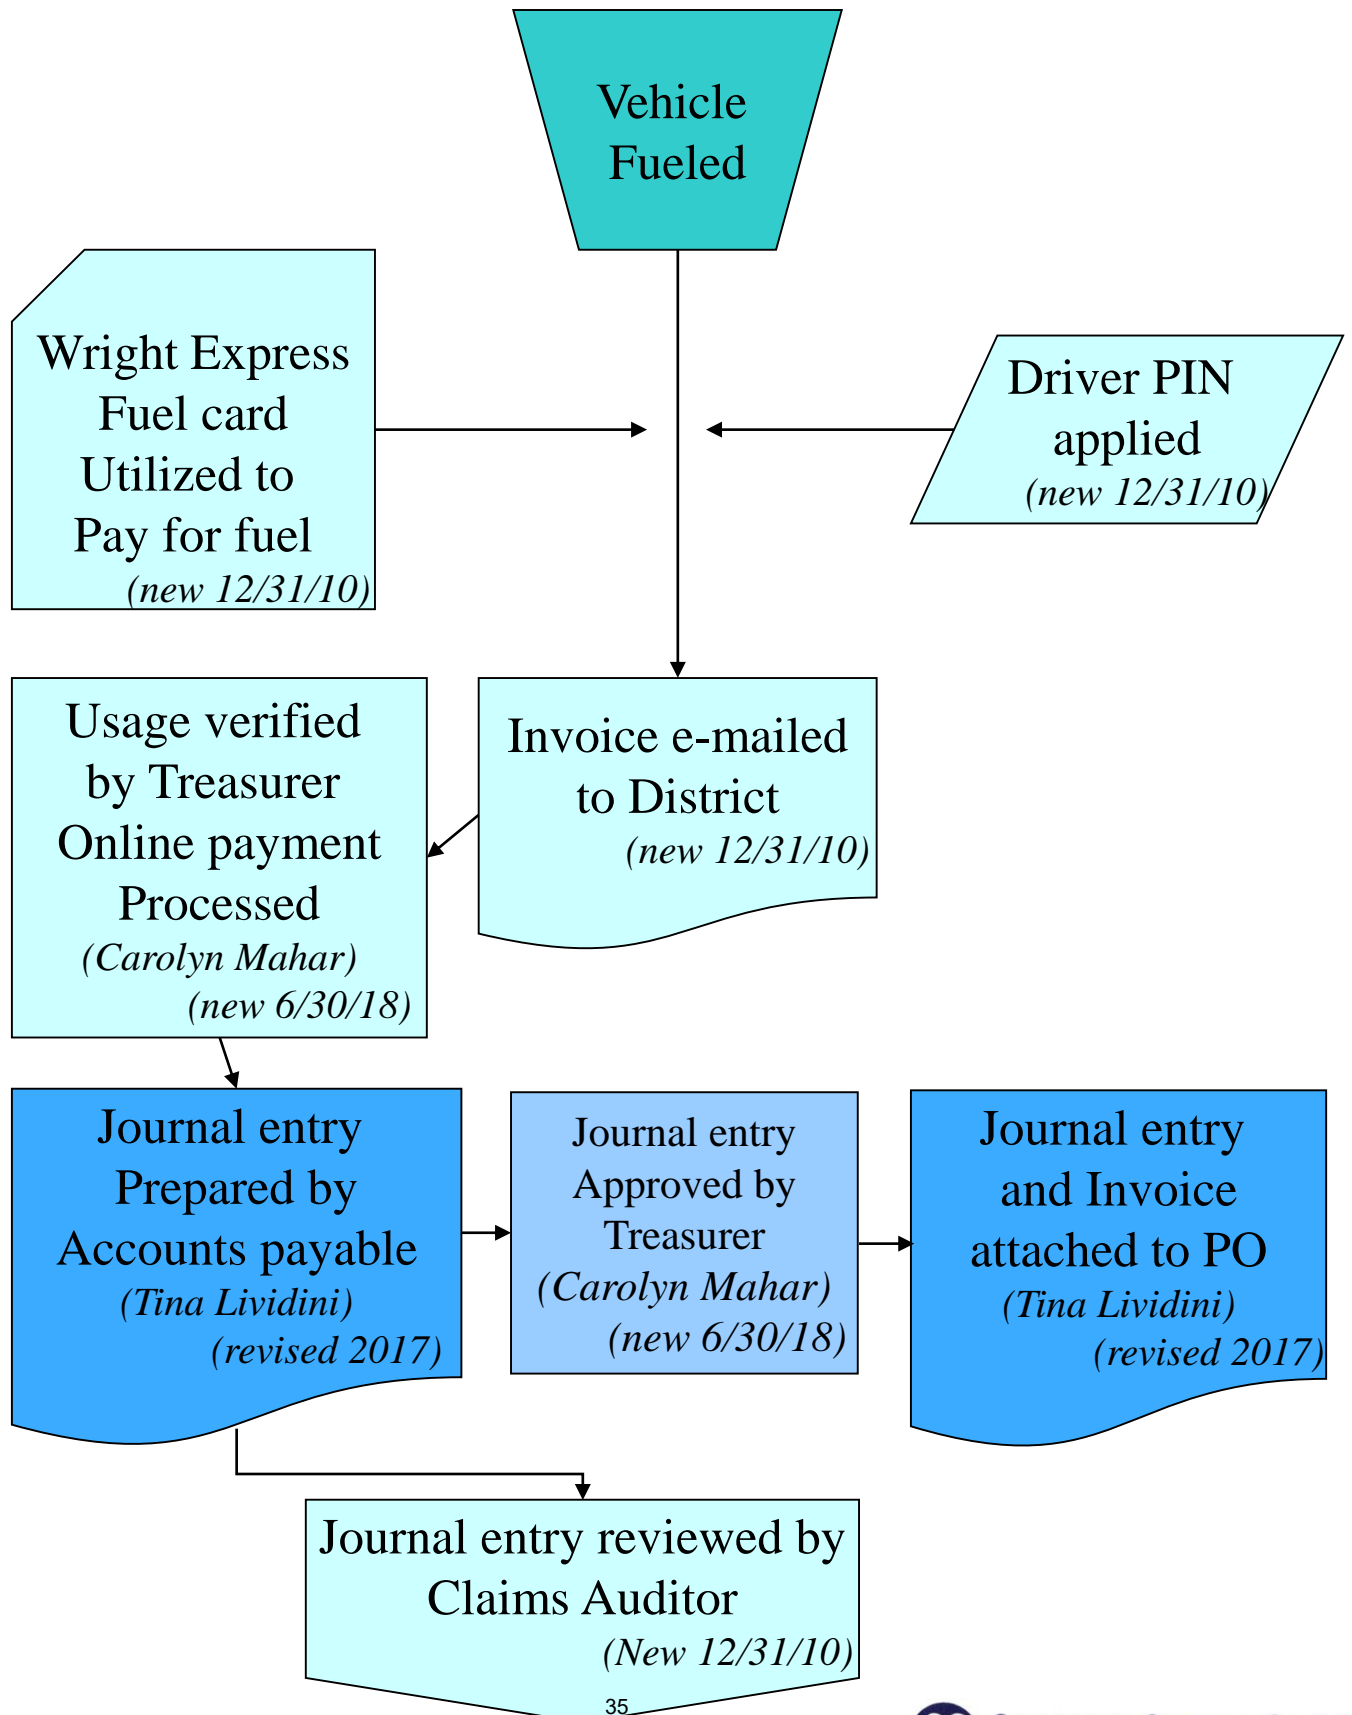 Vehicle
Fueled
Wright Express
Fuel card
Utilized to
Pay for fuel
(new 12/31/10)
Driver PIN
applied
(new 12/31/10)
Usage verified
by Treasurer
Online payment
Processed
(Carolyn Mahar)
(new 6/30/18)
Invoice e-mailed
to District
(new 12/31/10)
Journal entry
Prepared by
Accounts payable
(Tina Lividini)
(revised 2017)
Journal entry
Approved by
Treasurer
(Carolyn Mahar)
(new 6/30/18)
Journal entry
and Invoice
attached to PO
(Tina Lividini)
(revised 2017)
Journal entry reviewed by
Claims Auditor
(New 12/31/10)
35